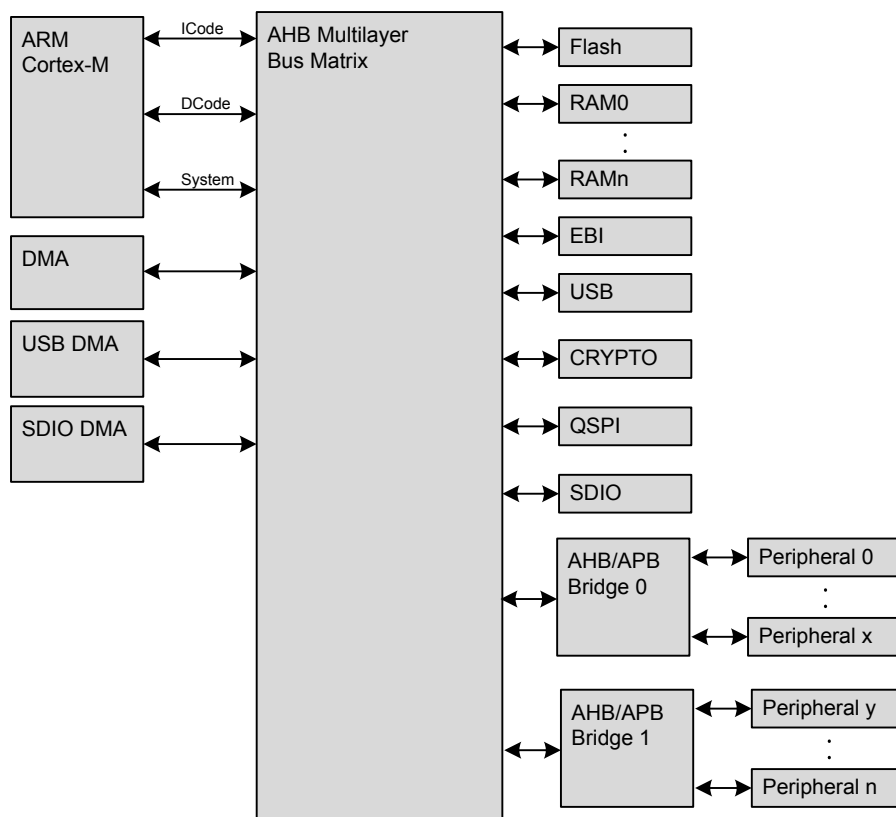 ARM
Cortex-M
ICode
DCode
System
DMA
USB DMA
SDIO DMA
AHB Multilayer
Bus Matrix
Flash
RAM0
:
RAMn
EBI
USB
CRYPTO
QSPI
SDIO
AHB/APB
Bridge 0
Peripheral 0
:
Peripheral x
AHB/APB
Bridge 1
Peripheral y
:
Peripheral n